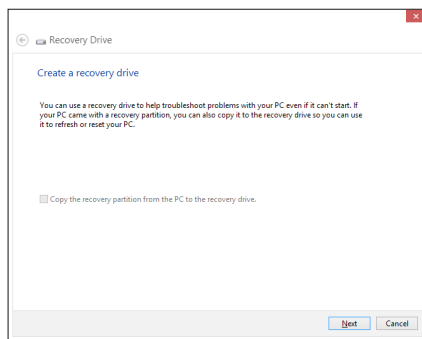 Recovery Drive
Create a recovery drive
You can use a recovery drive to help troubleshoot problems with your PC even if it can't start. If
your PC came with a recovery partition, you can also copy it to the recovery drive so you can use
it to refresh or reset your PC.
Copy the recovery partition from the PC to the recovery drive.
Next Cancel